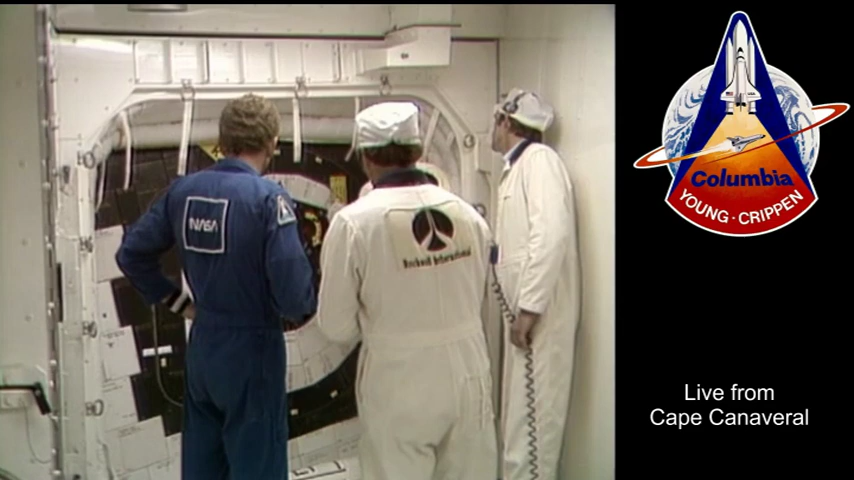 NASA
Rockwell International
Columbia
YOUNG · CRIPPEN
Live from
Cape Canaveral